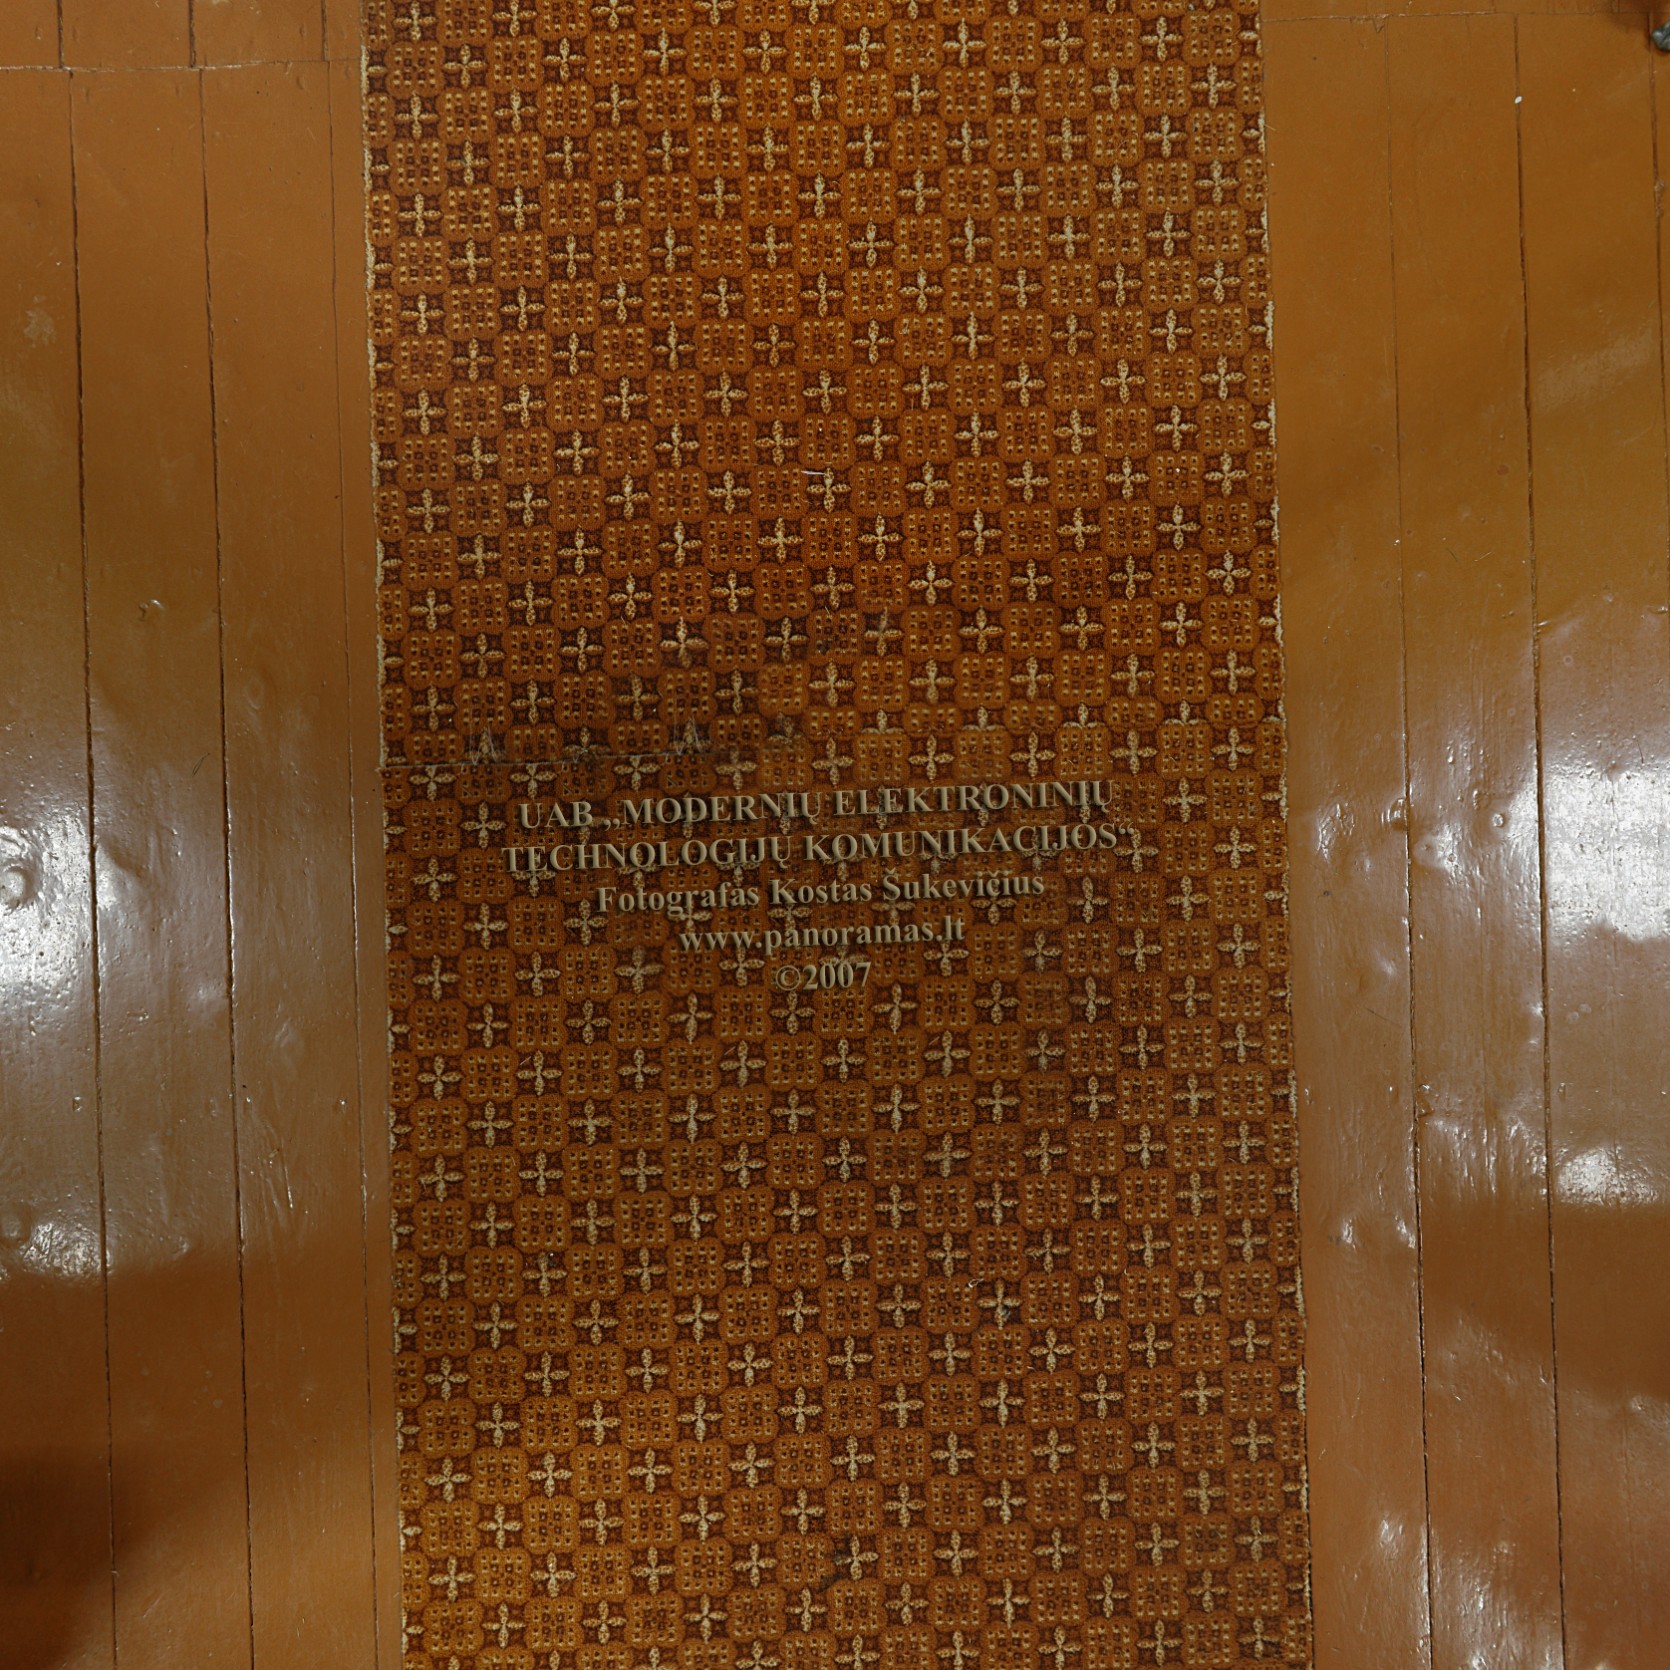 UAB „MODERNIŲ ELEKTRONINIŲ
TECHNOLOGIJŲ KOMUNIKACIJOS“
Fotografas Kostas Šukevičius
www.panoramas.lt
©2007